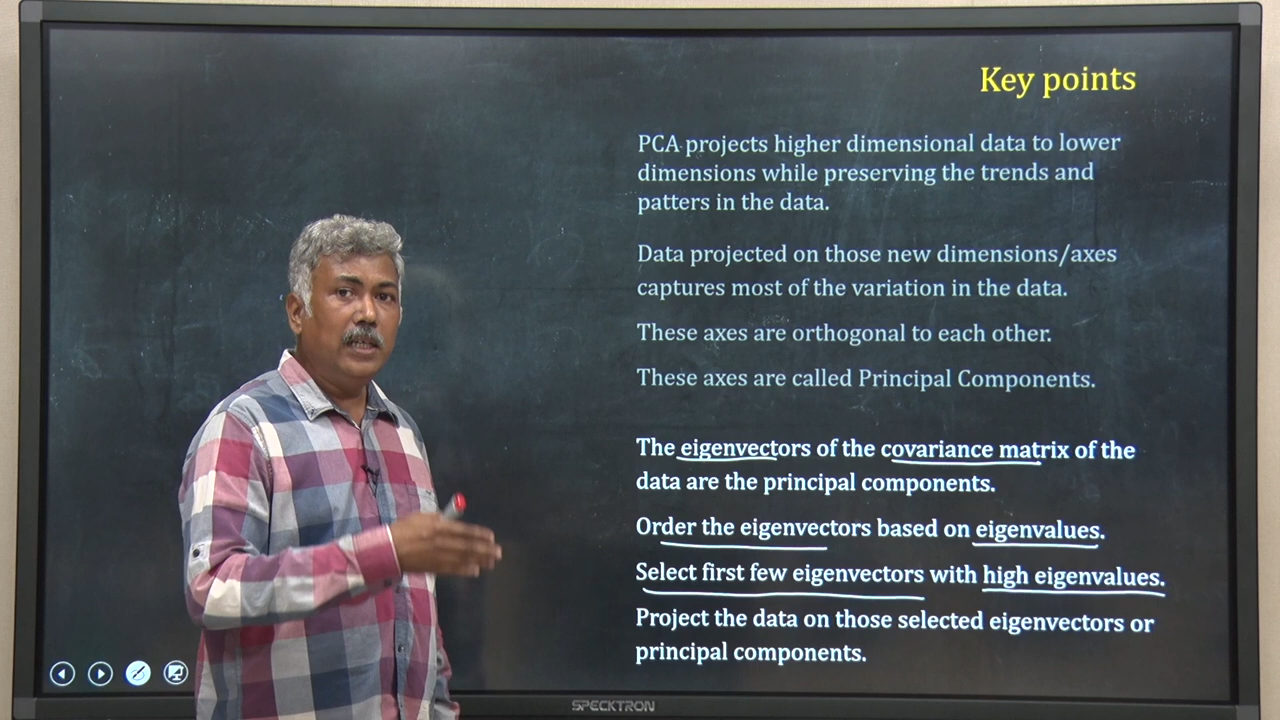 Key points
PCA projects higher dimensional data to lower
dimensions while preserving the trends and
patters in the data.
Data projected on those new dimensions/axes
captures most of the variation in the data.
These axes are orthogonal to each other.
These axes are called Principal Components.
The eigenvectors of the covariance matrix of the
data are the principal components.
Order the eigenvectors based on eigenvalues.
Select first few eigenvectors with high eigenvalues.
Project the data on those selected eigenvectors or
principal components.
SPECKTRON